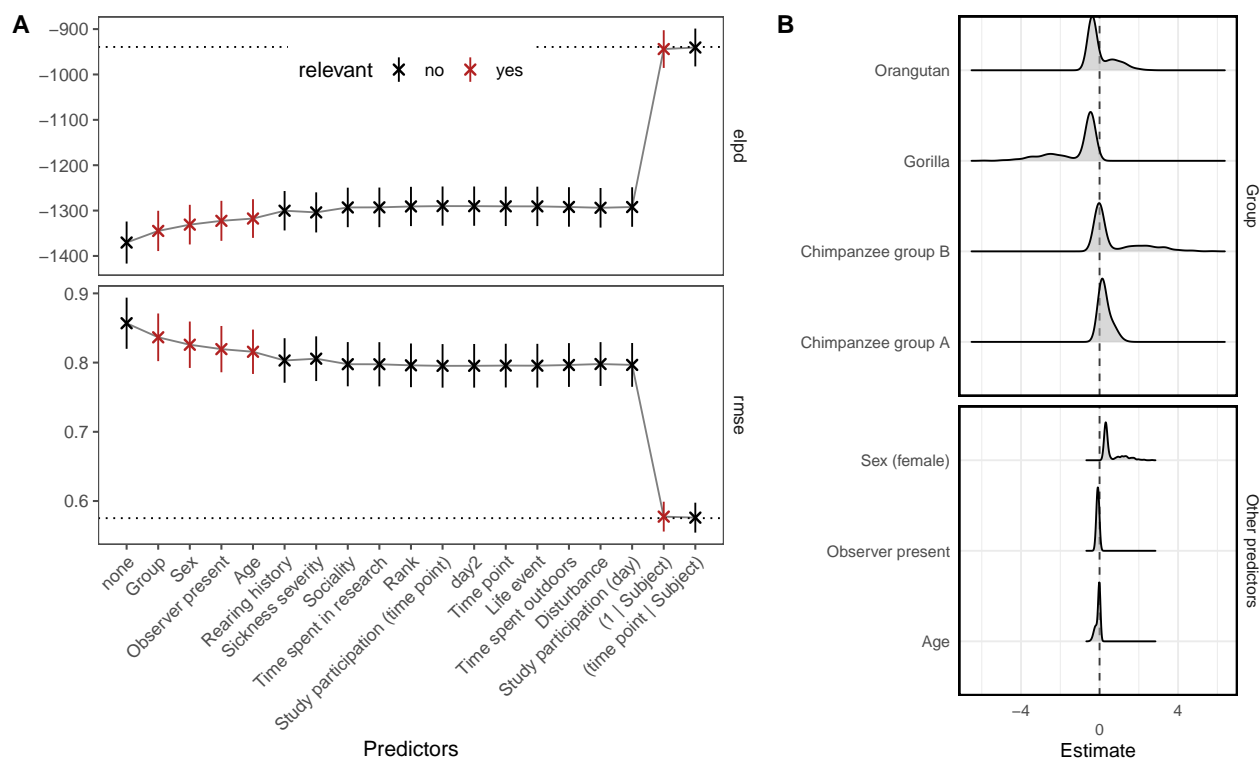 A
−900
−1000
−1100
−1200
−1300
−1400
relevant no yes
elpd
0.9
0.8
0.7
0.6
rmse
none
Group
Sex
Observer present
Age
Rearing history
Sickness severity
Sociality
Time spent in research
Rank
Study participation (time point)
day2
Time point
Life event
Time spent outdoors
Disturbance
Study participation (day)
(1 | Subject)
(time point | Subject)
Predictors
B
Orangutan
Gorilla
Chimpanzee group B
Chimpanzee group A
Group
Sex (female)
Observer present
Age
Other predictors
−4
0
4
Estimate